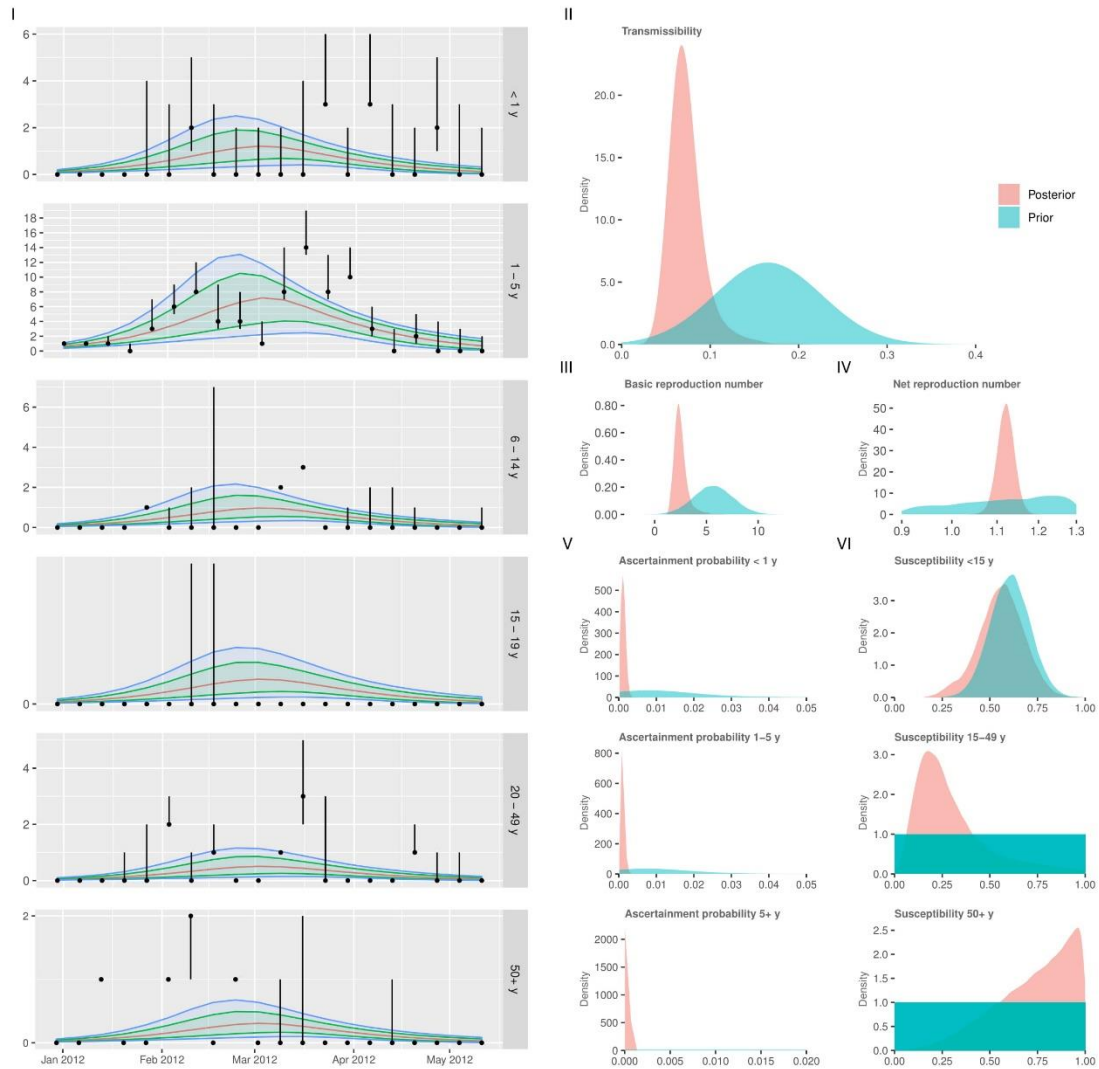 I
6
4
2
0
< 1 y
18
16
14
12
10
8
6
4
2
0
1 – 5 y
6
4
2
0
6 – 14 y
0
15 – 19 y
4
2
0
20 – 49 y
2
0
50+ y
Jan 2012 Feb 2012 Mar 2012 Apr 2012 May 2012
II
Transmissibility
Density
20.0
15.0
10.0
5.0
0.0
0.0 0.1 0.2 0.3 0.4
Posterior
Prior
III
Basic reproduction number
Density
0.80
0.60
0.40
0.20
0.00
0 5 10
IV
Net reproduction number
Density
50
40
30
20
10
0
0.9 1.0 1.1 1.2 1.3
V
Ascertainment probability < 1 y
Density
500
400
300
200
100
0
0.00 0.01 0.02 0.03 0.04 0.05
Ascertainment probability 1–5 y
Density
800
600
400
200
0
0.00 0.01 0.02 0.03 0.04 0.05
Ascertainment probability 5+ y
Density
2000
1500
1000
500
0
0.000 0.005 0.010 0.015 0.020
VI
Susceptibility <15 y
Density
3.0
2.0
1.0
0.0
0.00 0.25 0.50 0.75 1.00
Susceptibility 15–49 y
Density
3.0
2.0
1.0
0.0
0.00 0.25 0.50 0.75 1.00
Susceptibility 50+ y
Density
2.5
2.0
1.5
1.0
0.5
0.0
0.00 0.25 0.50 0.75 1.00